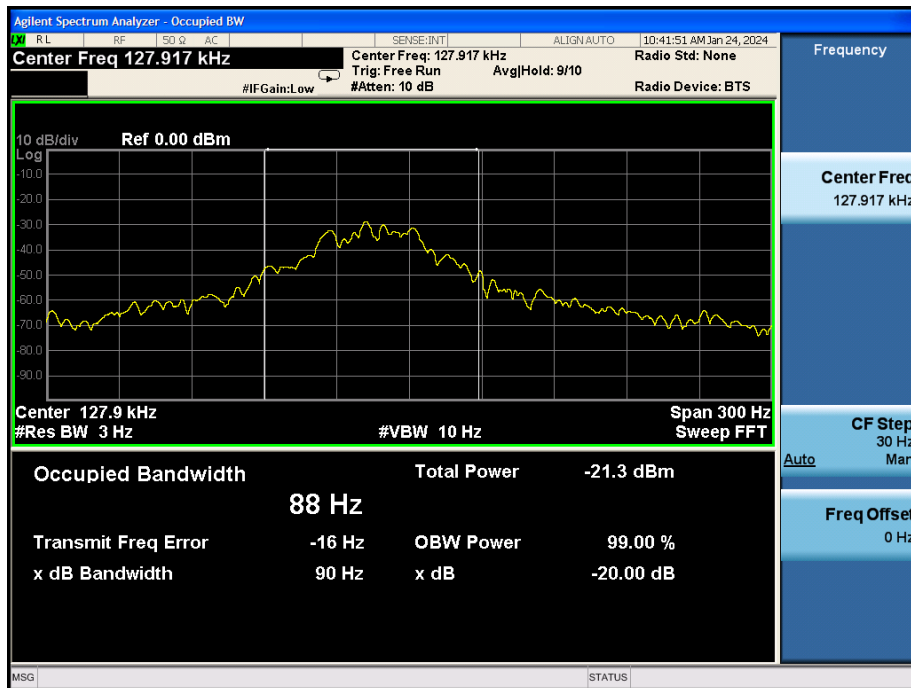 Agilent Spectrum Analyzer - Occupied BW
LXI RL RF 50 Ω AC SENSE:INT ALIGN AUTO 10:41:51 AM Jan 24, 2024
Center Freq 127.917 kHz
Center Freq: 127.917 kHz Radio Std: None
Trig: Free Run Avg|Hold: 9/10
#IFGain:Low #Atten: 10 dB Radio Device: BTS
Frequency
10 dB/div Ref 0.00 dBm
Log
-10.0
-20.0
-30.0
-40.0
-50.0
-60.0
-70.0
-80.0
-90.0
Center 127.9 kHz Span 300 Hz
#Res BW 3 Hz #VBW 10 Hz Sweep FFT
Occupied Bandwidth Total Power -21.3 dBm
88 Hz
Transmit Freq Error -16 Hz OBW Power 99.00 %
x dB Bandwidth 90 Hz x dB -20.00 dB
Center Freq
127.917 kHz
CF Step
30 Hz
Auto Man
Freq Offset
0 Hz
MSG STATUS